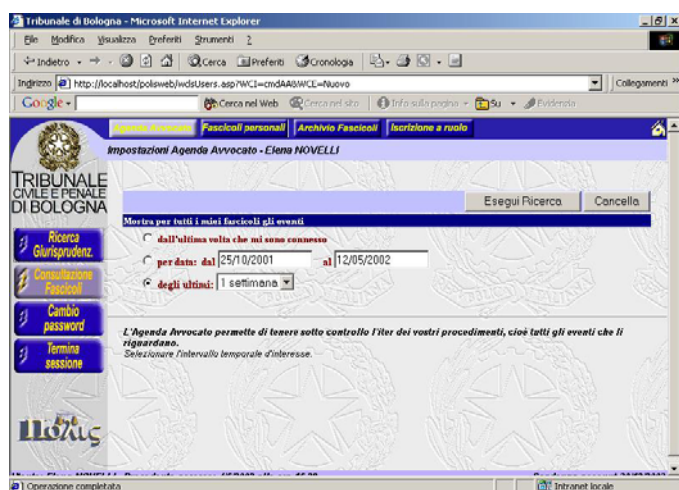 Tribunale di Bologna - Microsoft Internet Explorer
File Modifica Visualizza Preferiti Strumenti ?
Indietro Cerca Preferiti Cronologia
Indirizzo http://localhost/polisweb/wdsUsers.asp?WCI=cmdAA&WCE=Nuovo Collegamenti »
Google Cerca nel Web Cerca nel sito Info sulla pagina Su Evidenzia
Agenda Avvocato Fascicoli personali Archivio Fascicoli Iscrizione a ruolo
Impostazioni Agenda Avvocato - Elena NOVELLI
TRIBUNALE
CIVILE E PENALE
DI BOLOGNA
Esegui Ricerca Cancella
Mostra per tutti i miei fascicoli gli eventi
dall'ultima volta che mi sono connesso
per data: dal 25/10/2001 al 12/05/2002
degli ultimi: 1 settimana
Ricerca
Giurisprudenz.
Consultazione
Fascicoli
Cambio
password
Termina
sessione
L'Agenda Avvocato permette di tenere sotto controllo l'iter dei vostri procedimenti, cioè tutti gli eventi che li
riguardano.
Selezionare l'intervallo temporale d'interesse.
Πόλις
Operazione completata Intranet locale